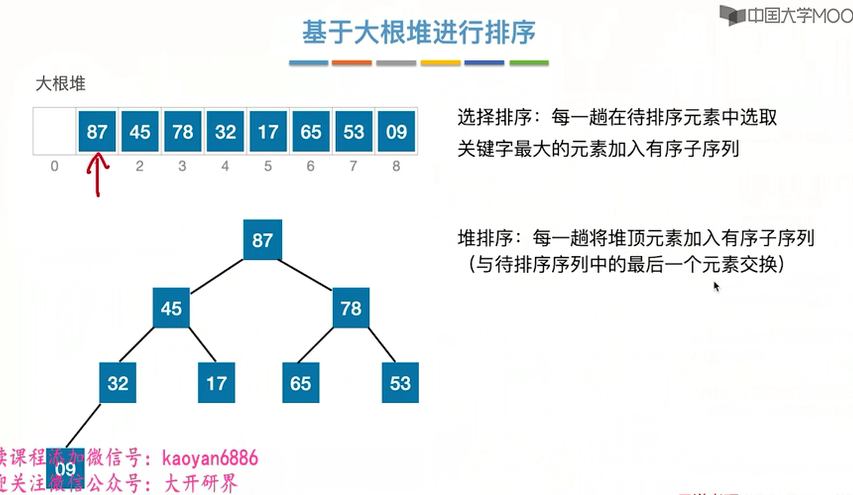 中国大学MOO
基于大根堆进行排序
大根堆
87 45 78 32 17 65 53 09
0 2 3 4 5 6 7 8
选择排序：每一趟在待排序元素中选取
关键字最大的元素加入有序子序列
堆排序：每一趟将堆顶元素加入有序子序列
（与待排序序列中的最后一个元素交换）
87
45 78
32 17 65 53
09
读课程添加微信号：kaoyan6886
迎关注微信公众号：大开研界